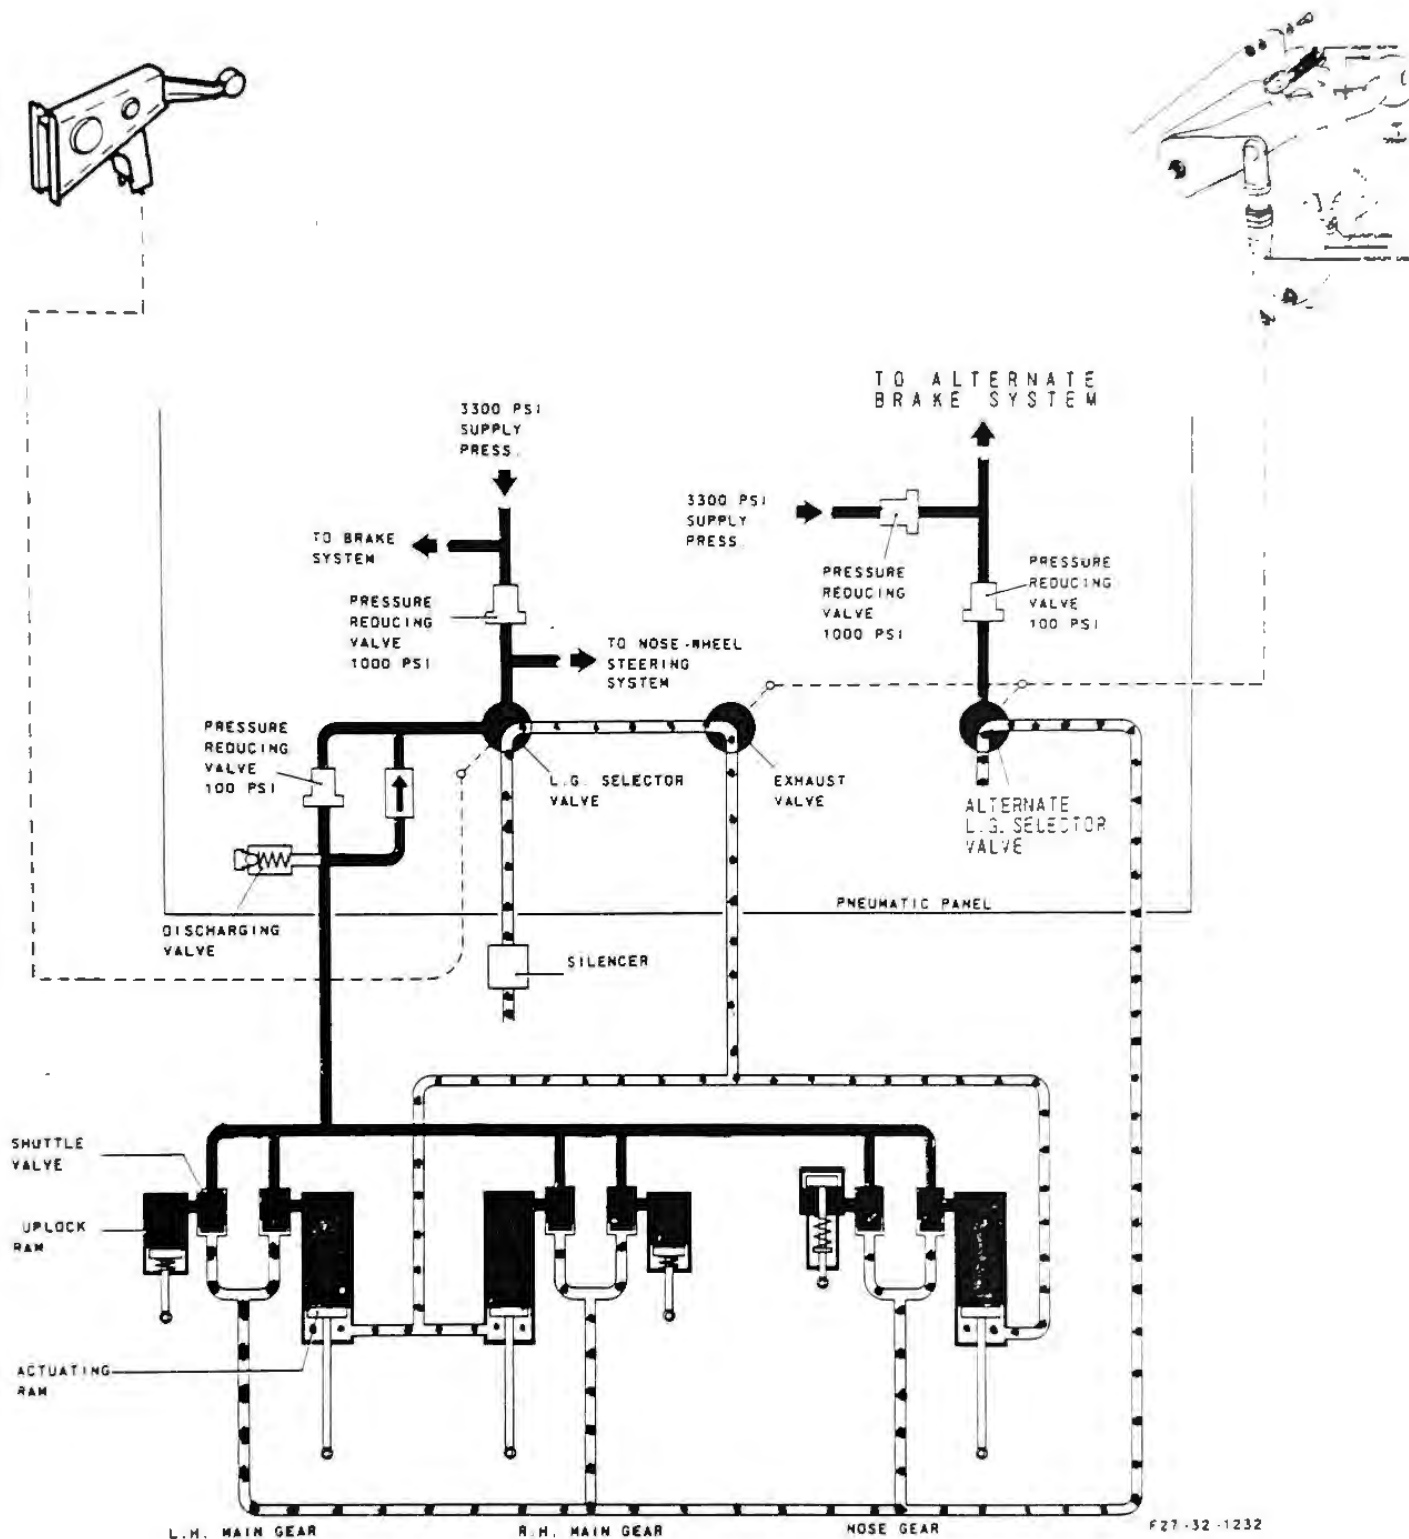 TO ALTERNATE
BRAKE SYSTEM
3300 PSI
SUPPLY
PRESS.
3300 PSI
SUPPLY
PRESS
TO BRAKE
SYSTEM
PRESSURE
REDUCING
VALVE
1000 PSI
TO NOSE-WHEEL
STEERING
SYSTEM
PRESSURE
REDUCING
VALVE
1000 PSI
PRESSURE
REDUCING
VALVE
100 PSI
PRESSURE
REDUCING
VALVE
100 PSI
L.G. SELECTOR
VALVE
EXHAUST
VALVE
ALTERNATE
L.G. SELECTOR
VALVE
PNEUMATIC PANEL
DISCHARGING
VALVE
SILENCER
SHUTTLE
VALVE
UPLOCK
RAM
ACTUATING
RAM
L.H. MAIN GEAR
R.H. MAIN GEAR
NOSE GEAR
F27-32-1232